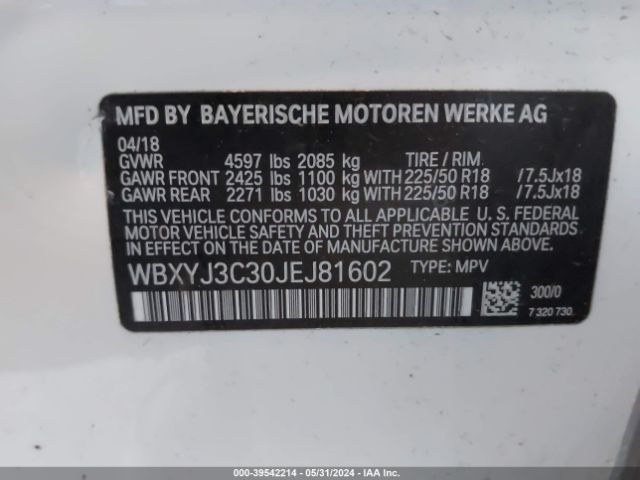 MFD BY BAYERISCHE MOTOREN WERKE AG
04/18
GVWR 4597 lbs 2085 kg TIRE / RIM
GAWR FRONT 2425 lbs 1100 kg WITH 225/50 R18 /7.5Jx18
GAWR REAR 2271 lbs 1030 kg WITH 225/50 R18 /7.5Jx18
THIS VEHICLE CONFORMS TO ALL APPLICABLE U. S. FEDERAL
MOTOR VEHICLE SAFETY AND THEFT PREVENTION STANDARDS
IN EFFECT ON THE DATE OF MANUFACTURE SHOWN ABOVE.
WBXYJ3C30JEJ81602 TYPE: MPV
300/0
7 320 730
000-39542214 - 05/31/2024 - IAA Inc.